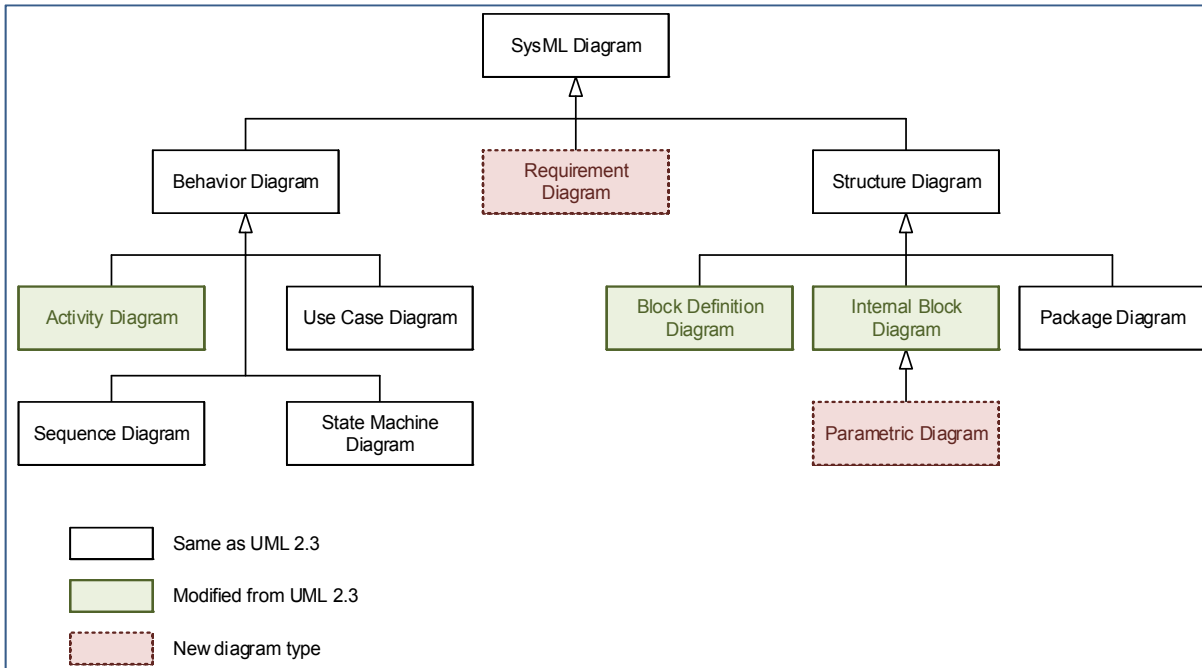 SysML Diagram
Behavior Diagram
Requirement
Diagram
Structure Diagram
Activity Diagram
Use Case Diagram
Block Definition
Diagram
Internal Block
Diagram
Package Diagram
Sequence Diagram
State Machine
Diagram
Parametric Diagram
Same as UML 2.3
Modified from UML 2.3
New diagram type